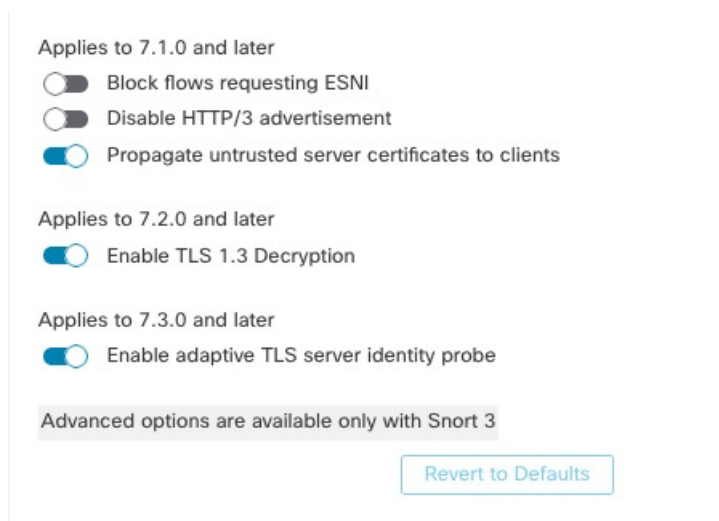 Applies to 7.1.0 and later
Block flows requesting ESNI
Disable HTTP/3 advertisement
Propagate untrusted server certificates to clients
Applies to 7.2.0 and later
Enable TLS 1.3 Decryption
Applies to 7.3.0 and later
Enable adaptive TLS server identity probe
Advanced options are available only with Snort 3
Revert to Defaults